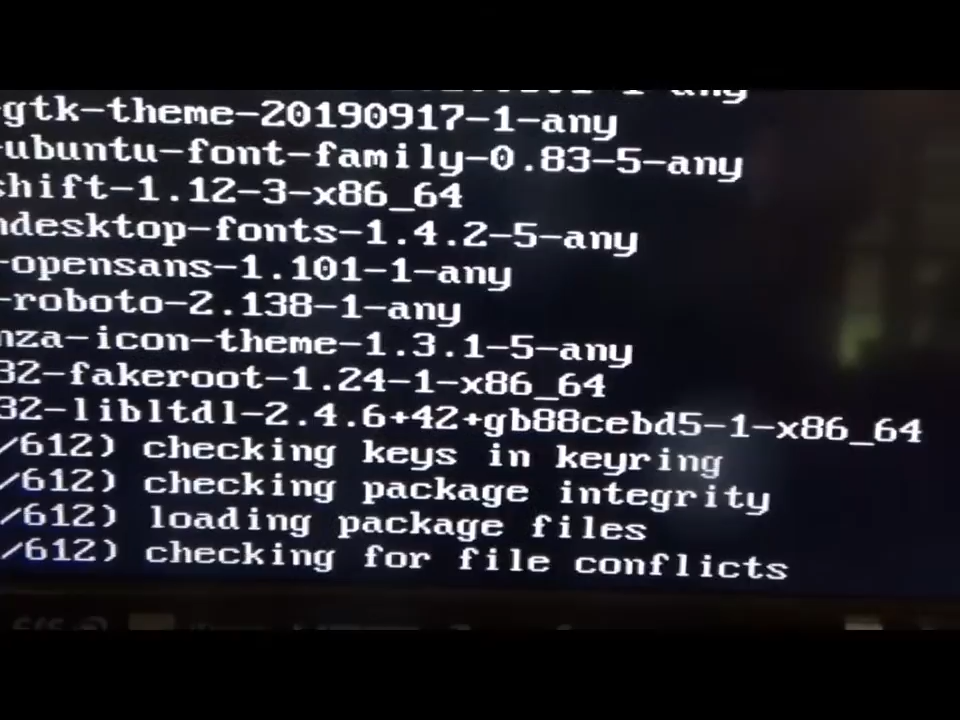 -gtk-theme-20190917-1-any
-ubuntu-font-family-0.83-5-any
shift-1.12-3-x86_64
ndesktop-fonts-1.4.2-5-any
-opensans-1.101-1-any
-roboto-2.138-1-any
nza-icon-theme-1.3.1-5-any
32-fakeroot-1.24-1-x86_64
32-libltdl-2.4.6+42+gb88cebd5-1-x86_64
/612) checking keys in keyring
/612) checking package integrity
/612) loading package files
/612) checking for file conflicts